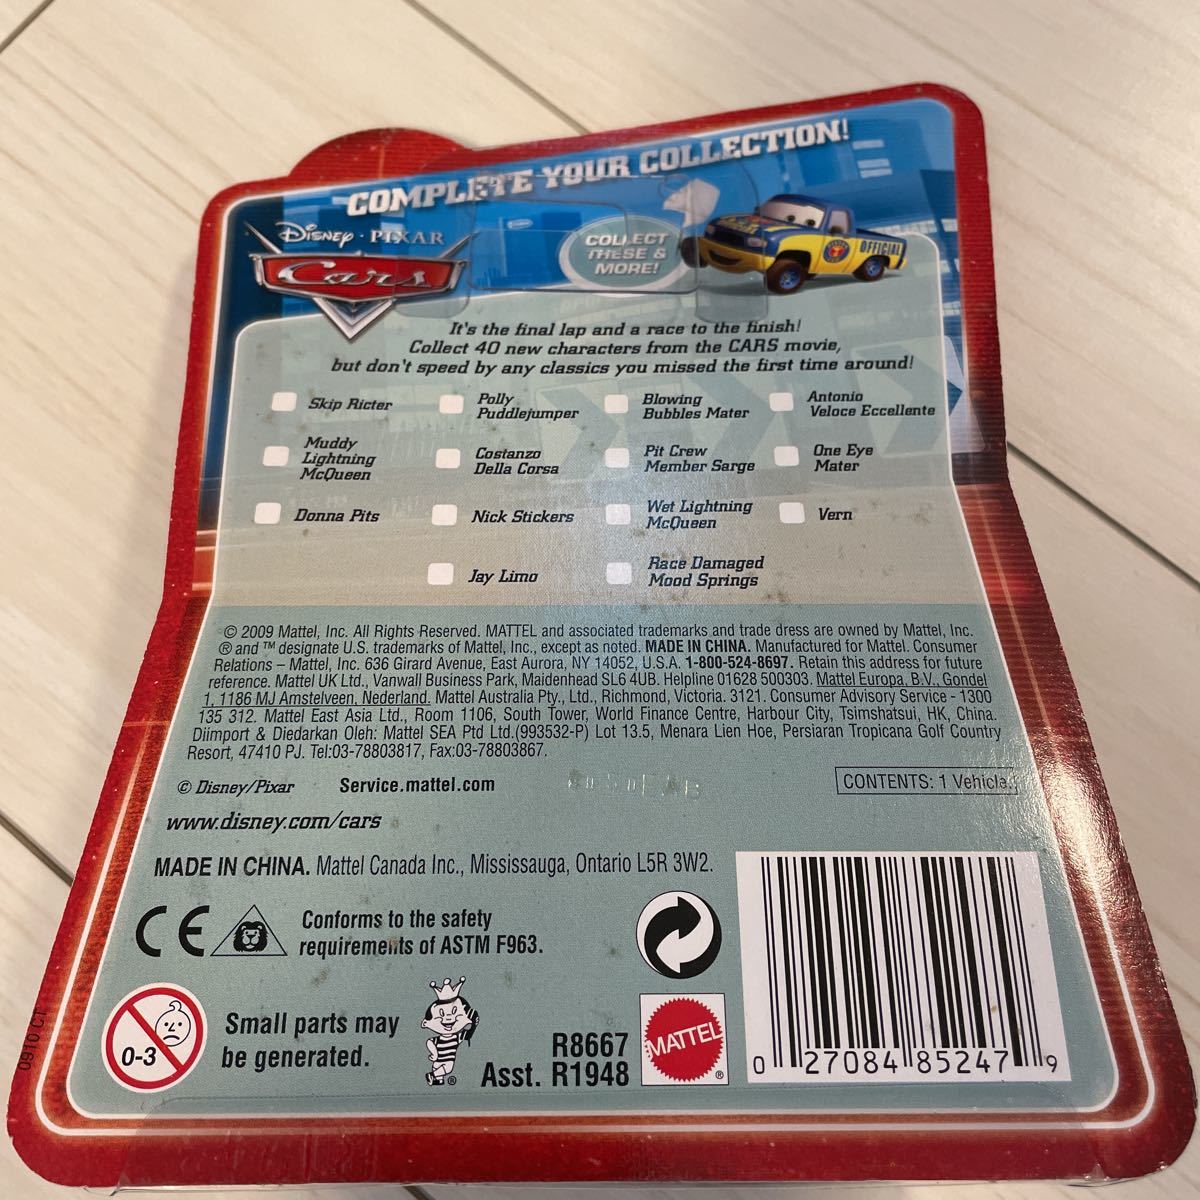 COMPLETE YOUR COLLECTION!
Disney · PIXAR
Cars
COLLECT
THESE &
MORE!
OFFICIAL
It's the final lap and a race to the finish!
Collect 40 new characters from the CARS movie,
but don't speed by any classics you missed the first time around!
Skip Ricter
Polly
Puddlejumper
Blowing
Bubbles Mater
Antonio
Veloce Eccellente
Muddy
Lightning
McQueen
Costanzo
Della Corsa
Pit Crew
Member Sarge
One Eye
Mater
Donna Pits
Nick Stickers
Wet Lightning
McQueen
Vern
Jay Limo
Race Damaged
Mood Springs
© 2009 Mattel, Inc. All Rights Reserved. MATTEL and associated trademarks and trade dress are owned by Mattel, Inc.
® and ™ designate U.S. trademarks of Mattel, Inc., except as noted. MADE IN CHINA. Manufactured for Mattel. Consumer
Relations – Mattel, Inc. 636 Girard Avenue, East Aurora, NY 14052, U.S.A. 1-800-524-8697. Retain this address for future
reference. Mattel UK Ltd., Vanwall Business Park, Maidenhead SL6 4UB. Helpline 01628 500303. Mattel Europa, B.V., Gondel
1, 1186 MJ Amstelveen, Nederland. Mattel Australia Pty., Ltd., Richmond, Victoria. 3121. Consumer Advisory Service - 1300
135 312. Mattel East Asia Ltd., Room 1106, South Tower, World Finance Centre, Harbour City, Tsimshatsui, HK, China.
Diimport & Diedarkan Oleh: Mattel SEA Ptd Ltd.(993532-P) Lot 13.5, Menara Lien Hoe, Persiaran Tropicana Golf Country
Resort, 47410 PJ. Tel:03-78803817, Fax:03-78803867.
© Disney/Pixar
Service.mattel.com
CONTENTS: 1 Vehicle.
www.disney.com/cars
MADE IN CHINA. Mattel Canada Inc., Mississauga, Ontario L5R 3W2.
CE
Conforms to the safety
requirements of ASTM F963.
0-3
Small parts may
be generated.
®
R8667
Asst. R1948
MATTEL
®
0 27084 85247 9
0910 C1